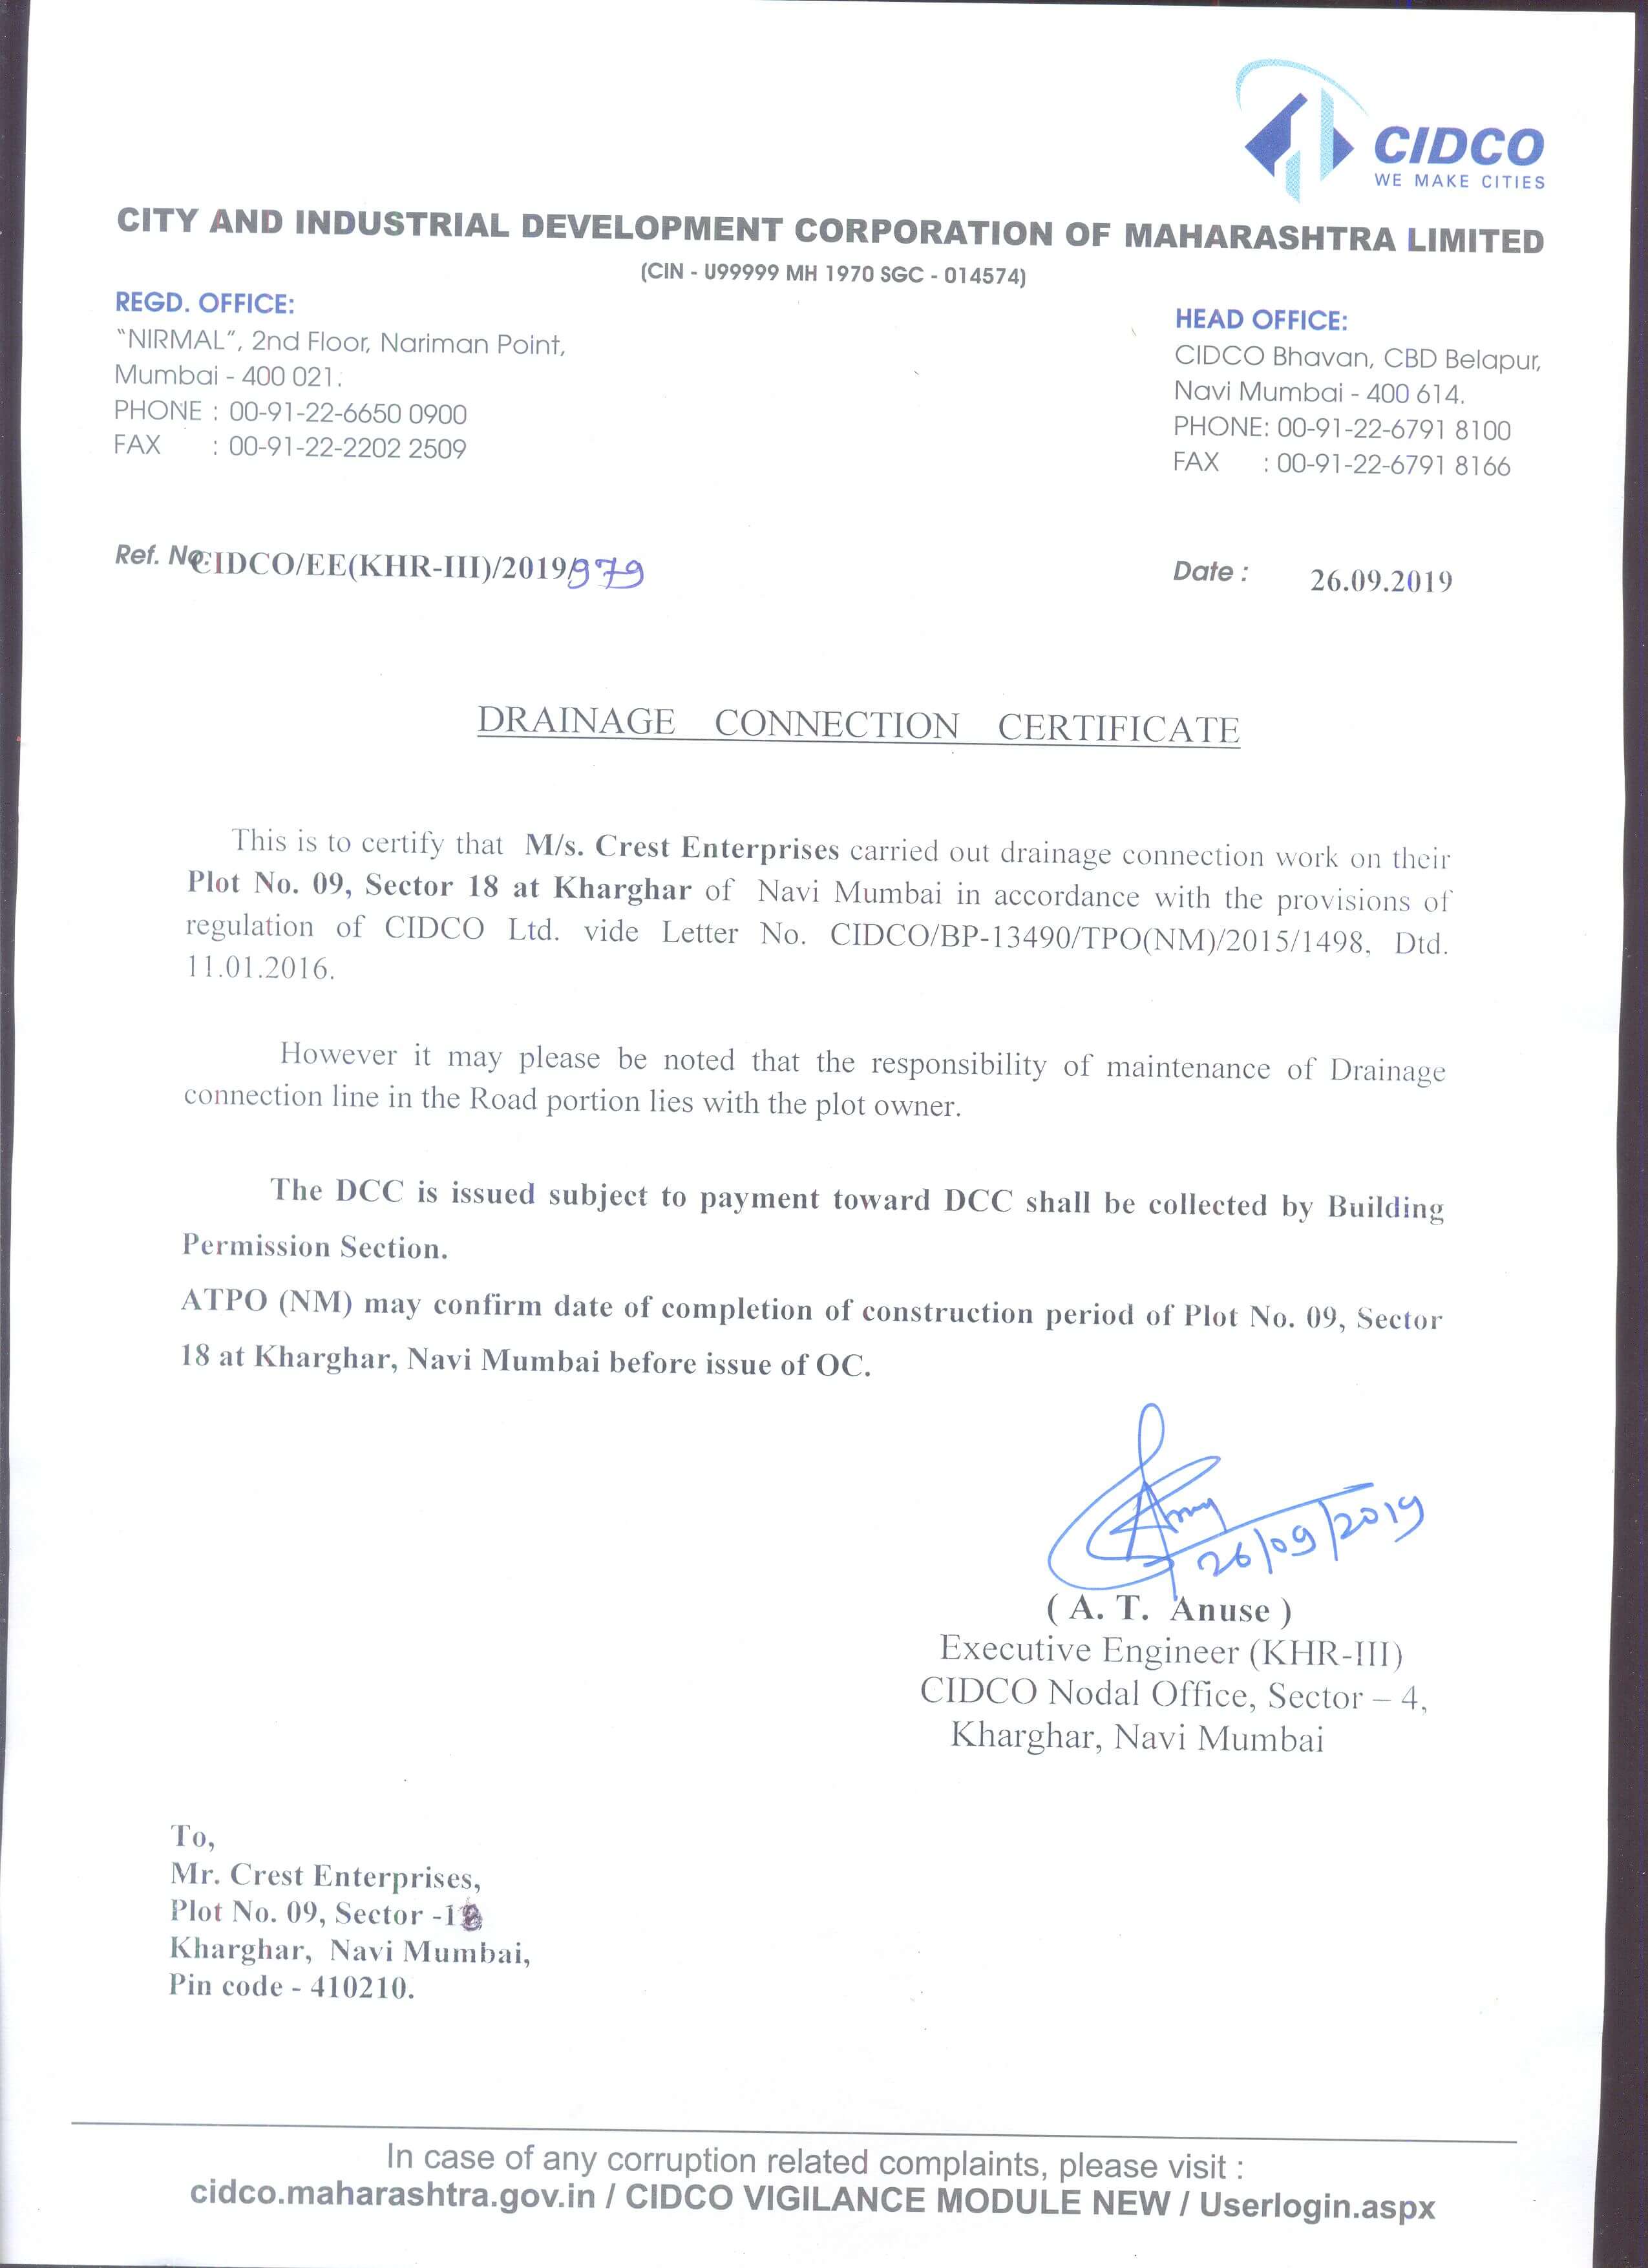 CIDCO
WE MAKE CITIES
CITY AND INDUSTRIAL DEVELOPMENT CORPORATION OF MAHARASHTRA LIMITED
(CIN - U99999 MH 1970 SGC - 014574)
REGD. OFFICE:
"NIRMAL", 2nd Floor, Nariman Point,
Mumbai - 400 021.
PHONE : 00-91-22-6650 0900
FAX : 00-91-22-2202 2509
HEAD OFFICE:
CIDCO Bhavan, CBD Belapur,
Navi Mumbai - 400 614.
PHONE: 00-91-22-6791 8100
FAX : 00-91-22-6791 8166
Ref. No. CIDCO/EE(KHR-III)/2019/979
Date : 26.09.2019
DRAINAGE CONNECTION CERTIFICATE
This is to certify that M/s. Crest Enterprises carried out drainage connection work on their
Plot No. 09, Sector 18 at Kharghar of Navi Mumbai in accordance with the provisions of
regulation of CIDCO Ltd. vide Letter No. CIDCO/BP-13490/TPO(NM)/2015/1498, Dtd.
11.01.2016.
However it may please be noted that the responsibility of maintenance of Drainage
connection line in the Road portion lies with the plot owner.
The DCC is issued subject to payment toward DCC shall be collected by Building
Permission Section.
ATPO (NM) may confirm date of completion of construction period of Plot No. 09, Sector
18 at Kharghar, Navi Mumbai before issue of OC.
26/09/2019
( A. T. Anuse )
Executive Engineer (KHR-III)
CIDCO Nodal Office, Sector – 4,
Kharghar, Navi Mumbai
To,
Mr. Crest Enterprises,
Plot No. 09, Sector -18
Kharghar, Navi Mumbai,
Pin code - 410210.
In case of any corruption related complaints, please visit :
cidco.maharashtra.gov.in / CIDCO VIGILANCE MODULE NEW / Userlogin.aspx